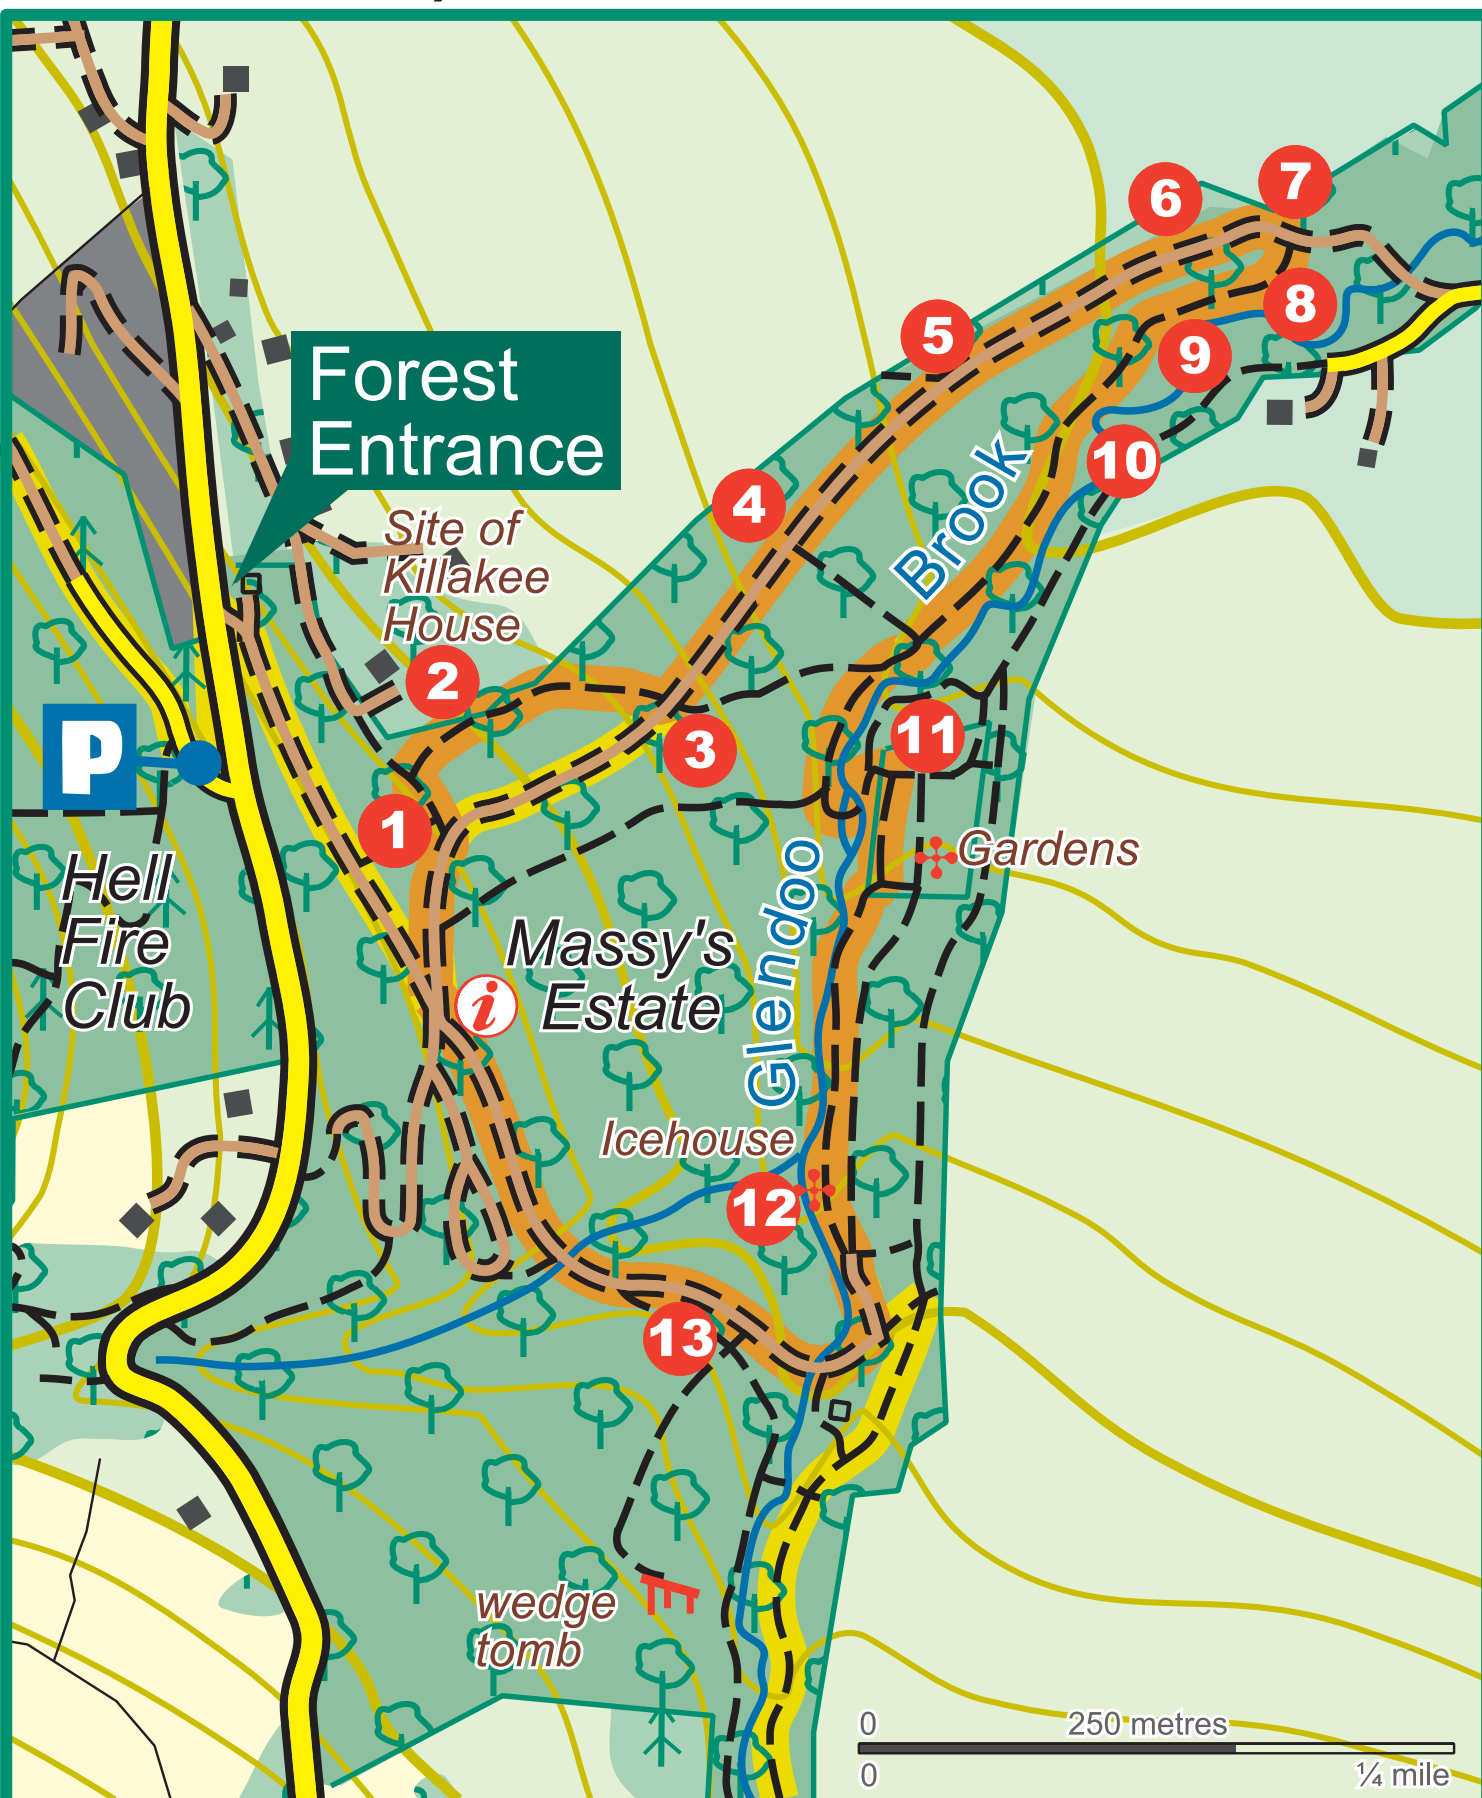 6
7
8
5
9
Forest
Entrance
10
Brook
4
Site of
Killakee
House
2
3
11
P
1
Gardens
Hell
Fire
Club
Massy's
Estate
i
Glendoo
Icehouse
12
13
wedge
tomb
0
250 metres
0
¼ mile